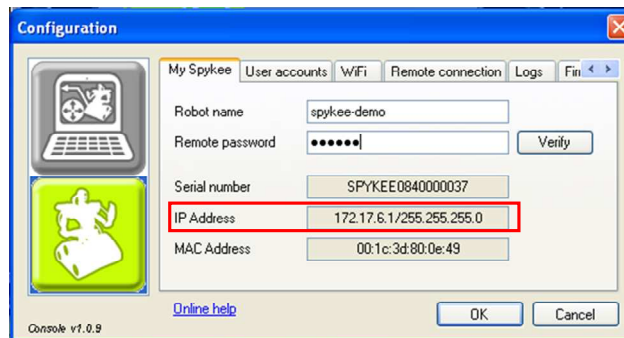 Configuration
My Spykee User accounts WiFi Remote connection Logs
Robot name spykee-demo
Remote password ●●●●●● Verify
Serial number SPYKEE0840000037
IP Address 172.17.6.1/255.255.255.0
MAC Address 00:1c:3d:80:0e:49
Online help OK Cancel
Console v1.0.9